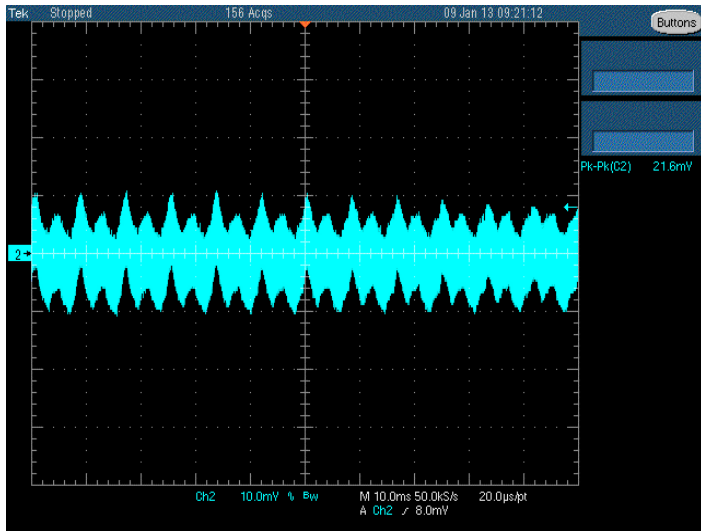 Tek Stopped 156 Acqs 09 Jan 13 09:21:12
Buttons
Pk-Pk(C2) 21.6mV
2
Ch2 10.0mV % Bw M 10.0ms 50.0kS/s 20.0µs/pt
A Ch2 / 8.0mV